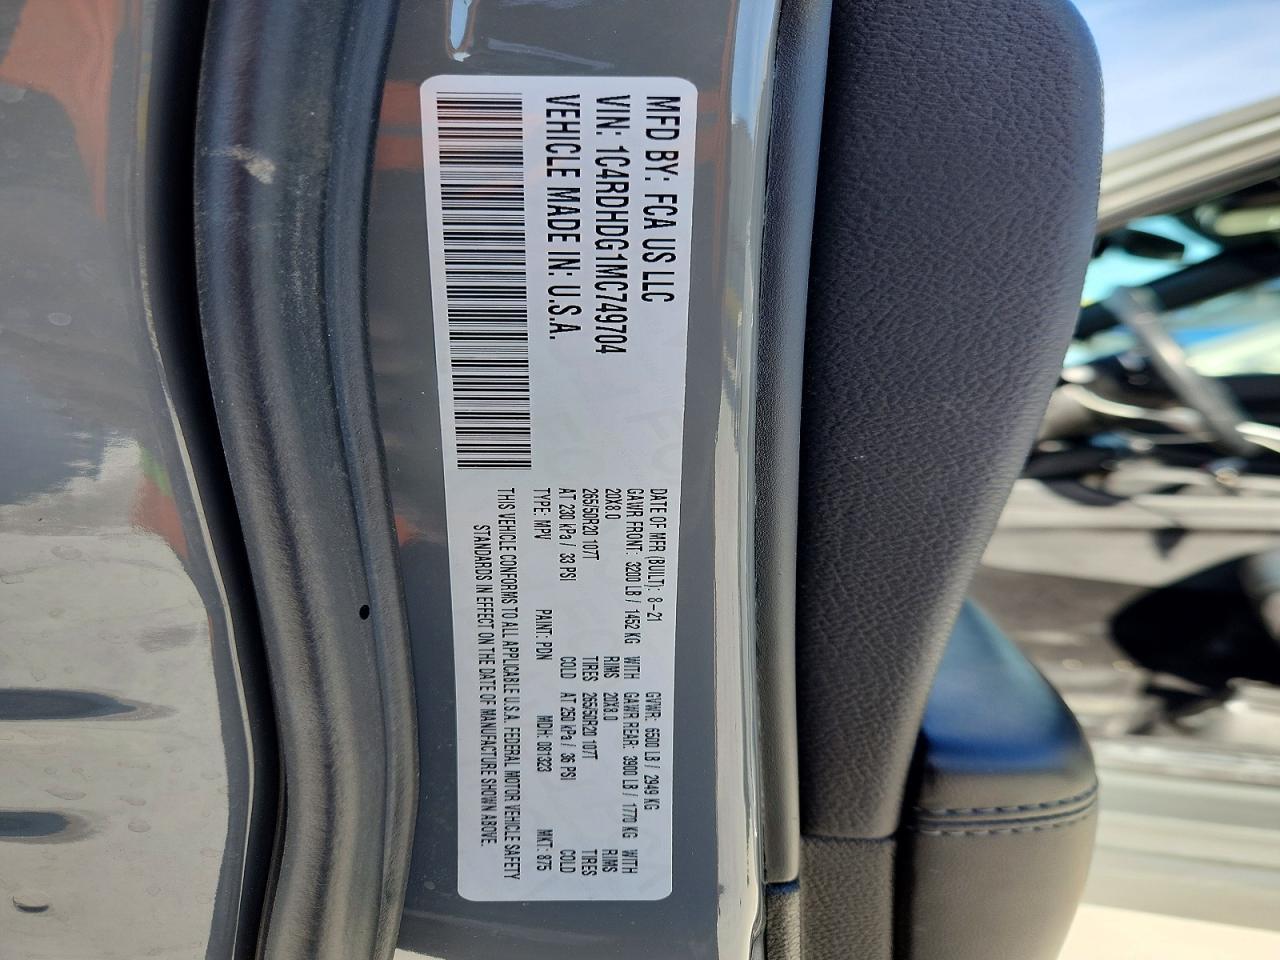 MFD BY: FCA US LLC
VIN: 1C4RDHDG1MC749704
VEHICLE MADE IN: U.S.A.
DATE OF MFR (BUILT): 8-21 GVWR: 6500 LB / 2949 KG
GAWR FRONT: 3200 LB / 1452 KG WITH GAWR REAR: 3900 LB / 1770 KG WITH
20X8.0 RIMS 20X8.0 RIMS
265/50R20 107T TIRES 265/50R20 107T TIRES
AT 230 kPa / 33 PSI COLD AT 250 kPa / 36 PSI COLD
TYPE: MPV PAINT: PDN MDH: 081323 MKT: 875
THIS VEHICLE CONFORMS TO ALL APPLICABLE U.S.A. FEDERAL MOTOR VEHICLE SAFETY
STANDARDS IN EFFECT ON THE DATE OF MANUFACTURE SHOWN ABOVE.